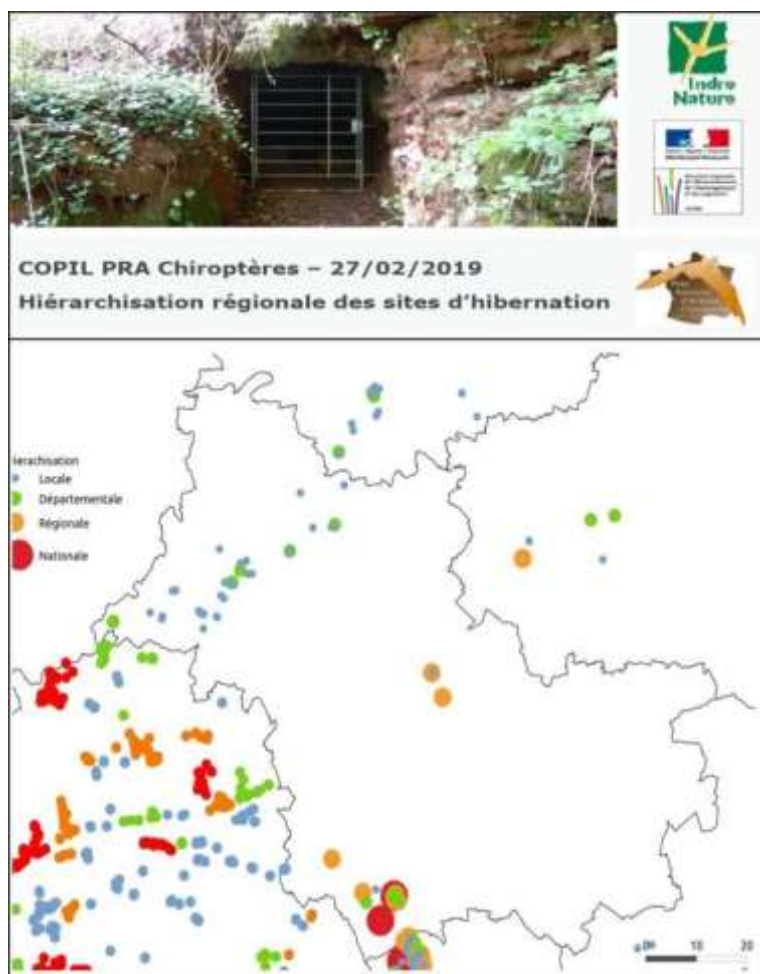 Indre
Nature
COPIL PRA Chiroptères – 27/02/2019
Hiérarchisation régionale des sites d'hibernation
ierachisation
Locale
Départementale
Régionale
Nationale
10
20